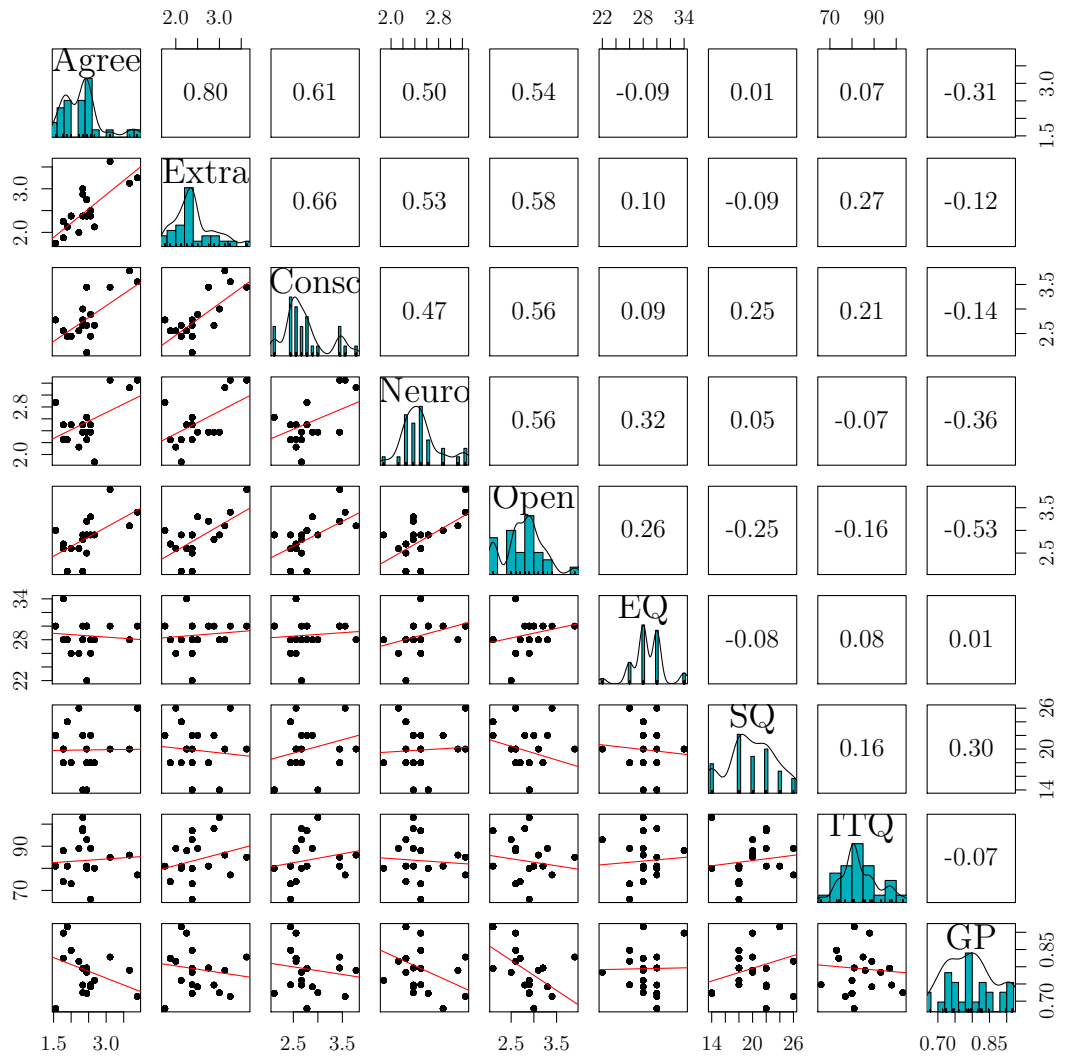 2.0 3.0 2.0 2.8 22 28 34 70 90
Agree 0.80 0.61 0.50 0.54 -0.09 0.01 0.07 -0.31 1.5 3.0
2.0 3.0 Extra 0.66 0.53 0.58 0.10 -0.09 0.27 -0.12
Consc 0.47 0.56 0.09 0.25 0.21 -0.14 2.5 3.5
2.0 2.8 Neuro 0.56 0.32 0.05 -0.07 -0.36
Open 0.26 -0.25 -0.16 -0.53 2.5 3.5
22 28 34 EQ -0.08 0.08 0.01
SQ 0.16 0.30 14 20 26
70 90 ITQ -0.07
GP 0.70 0.85
1.5 3.0 2.5 3.5 2.5 3.5 14 20 26 0.70 0.85